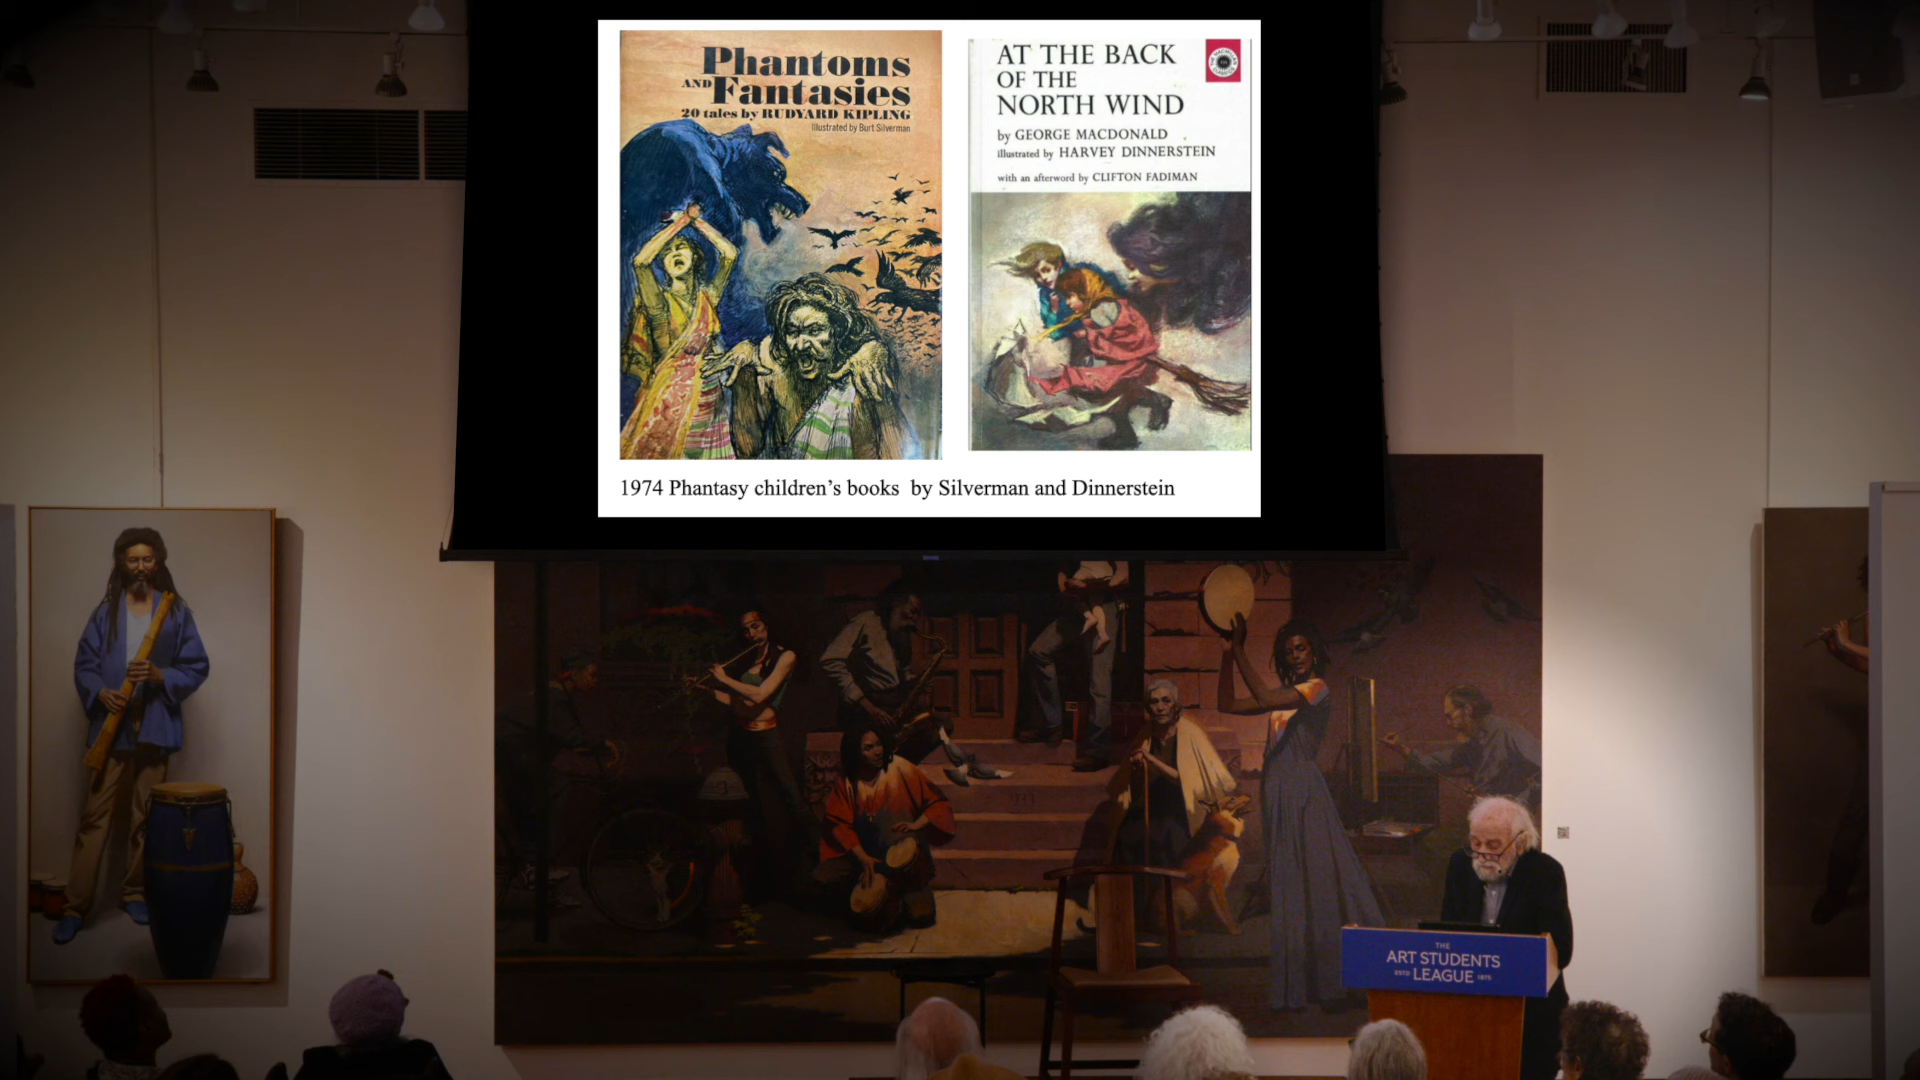 Phantoms
AND Fantasies
20 tales by RUDYARD KIPLING
Illustrated by Burt Silverman
AT THE BACK
OF THE
NORTH WIND
by GEORGE MACDONALD
illustrated by HARVEY DINNERSTEIN
with an afterword by CLIFTON FADIMAN
1974 Phantasy children’s books by Silverman and Dinnerstein
THE
ART STUDENTS
ESTD LEAGUE 1875